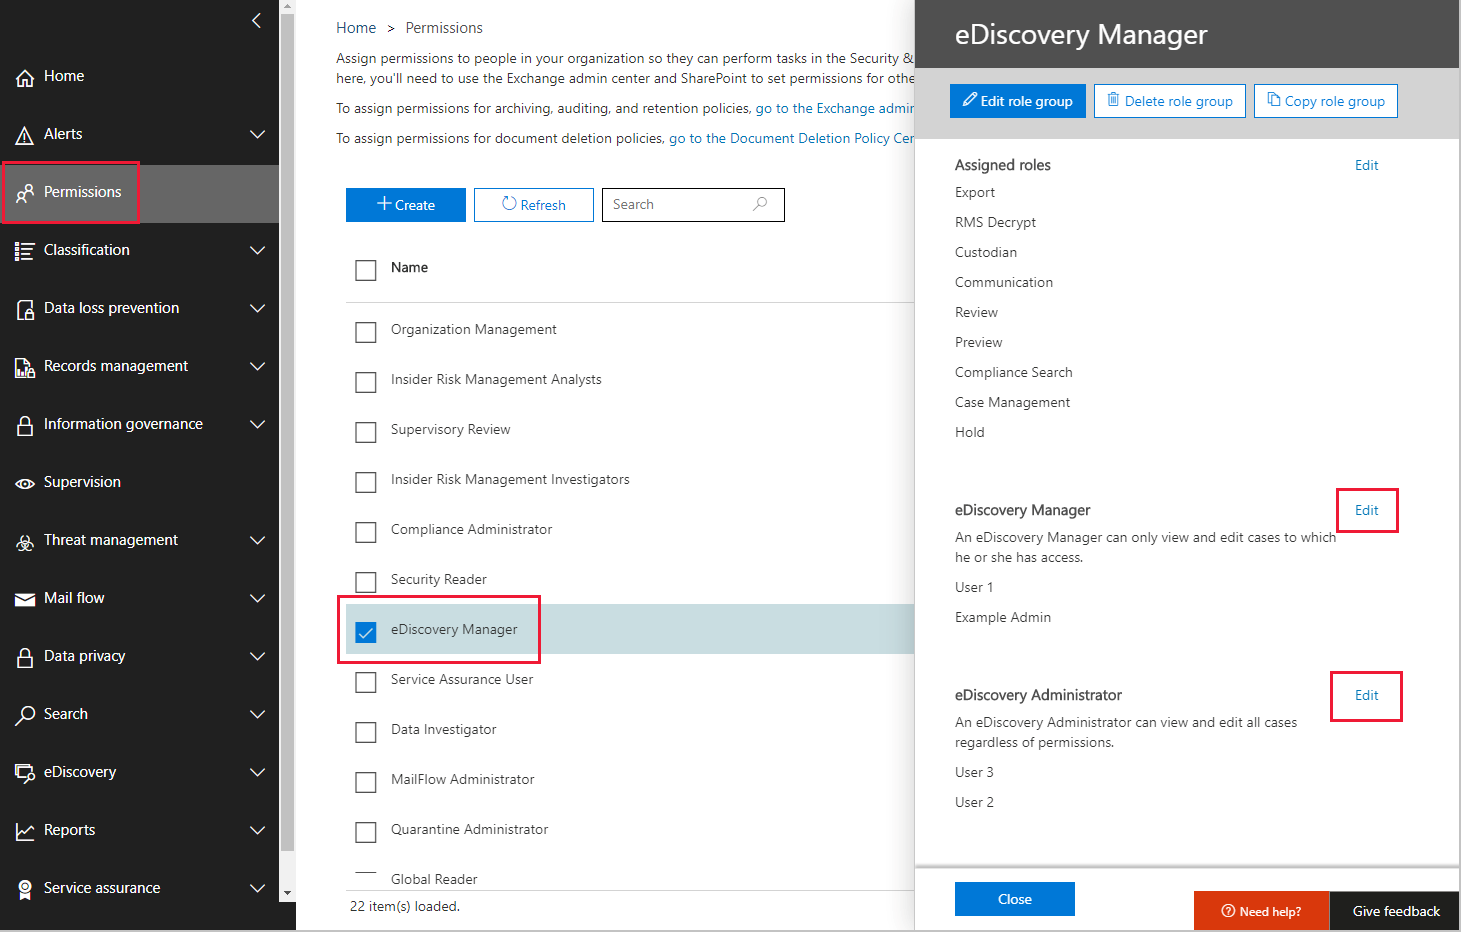 Home
Alerts
Permissions
Classification
Data loss prevention
Records management
Information governance
Supervision
Threat management
Mail flow
Data privacy
Search
eDiscovery
Reports
Service assurance
Home > Permissions
Assign permissions to people in your organization so they can perform tasks in the Security &
here, you'll need to use the Exchange admin center and SharePoint to set permissions for othe
To assign permissions for archiving, auditing, and retention policies, go to the Exchange admin
To assign permissions for document deletion policies, go to the Document Deletion Policy Cen
Create
Refresh
Search
Name
Organization Management
Insider Risk Management Analysts
Supervisory Review
Insider Risk Management Investigators
Compliance Administrator
Security Reader
eDiscovery Manager
Service Assurance User
Data Investigator
MailFlow Administrator
Quarantine Administrator
Global Reader
22 item(s) loaded.
eDiscovery Manager
Edit role group
Delete role group
Copy role group
Assigned roles Edit
Export
RMS Decrypt
Custodian
Communication
Review
Preview
Compliance Search
Case Management
Hold
eDiscovery Manager Edit
An eDiscovery Manager can only view and edit cases to which
he or she has access.
User 1
Example Admin
eDiscovery Administrator Edit
An eDiscovery Administrator can view and edit all cases
regardless of permissions.
User 3
User 2
Close
Need help?
Give feedback